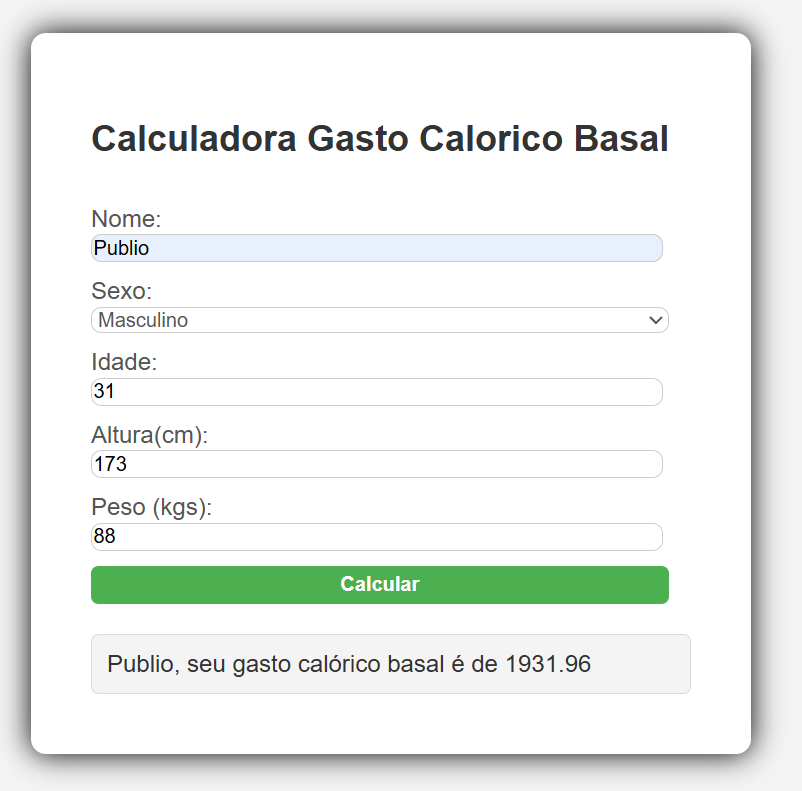 Calculadora Gasto Calorico Basal
Nome:
Publio
Sexo:
Masculino
Idade:
31
Altura(cm):
173
Peso (kgs):
88
Calcular
Publio, seu gasto calórico basal é de 1931.96